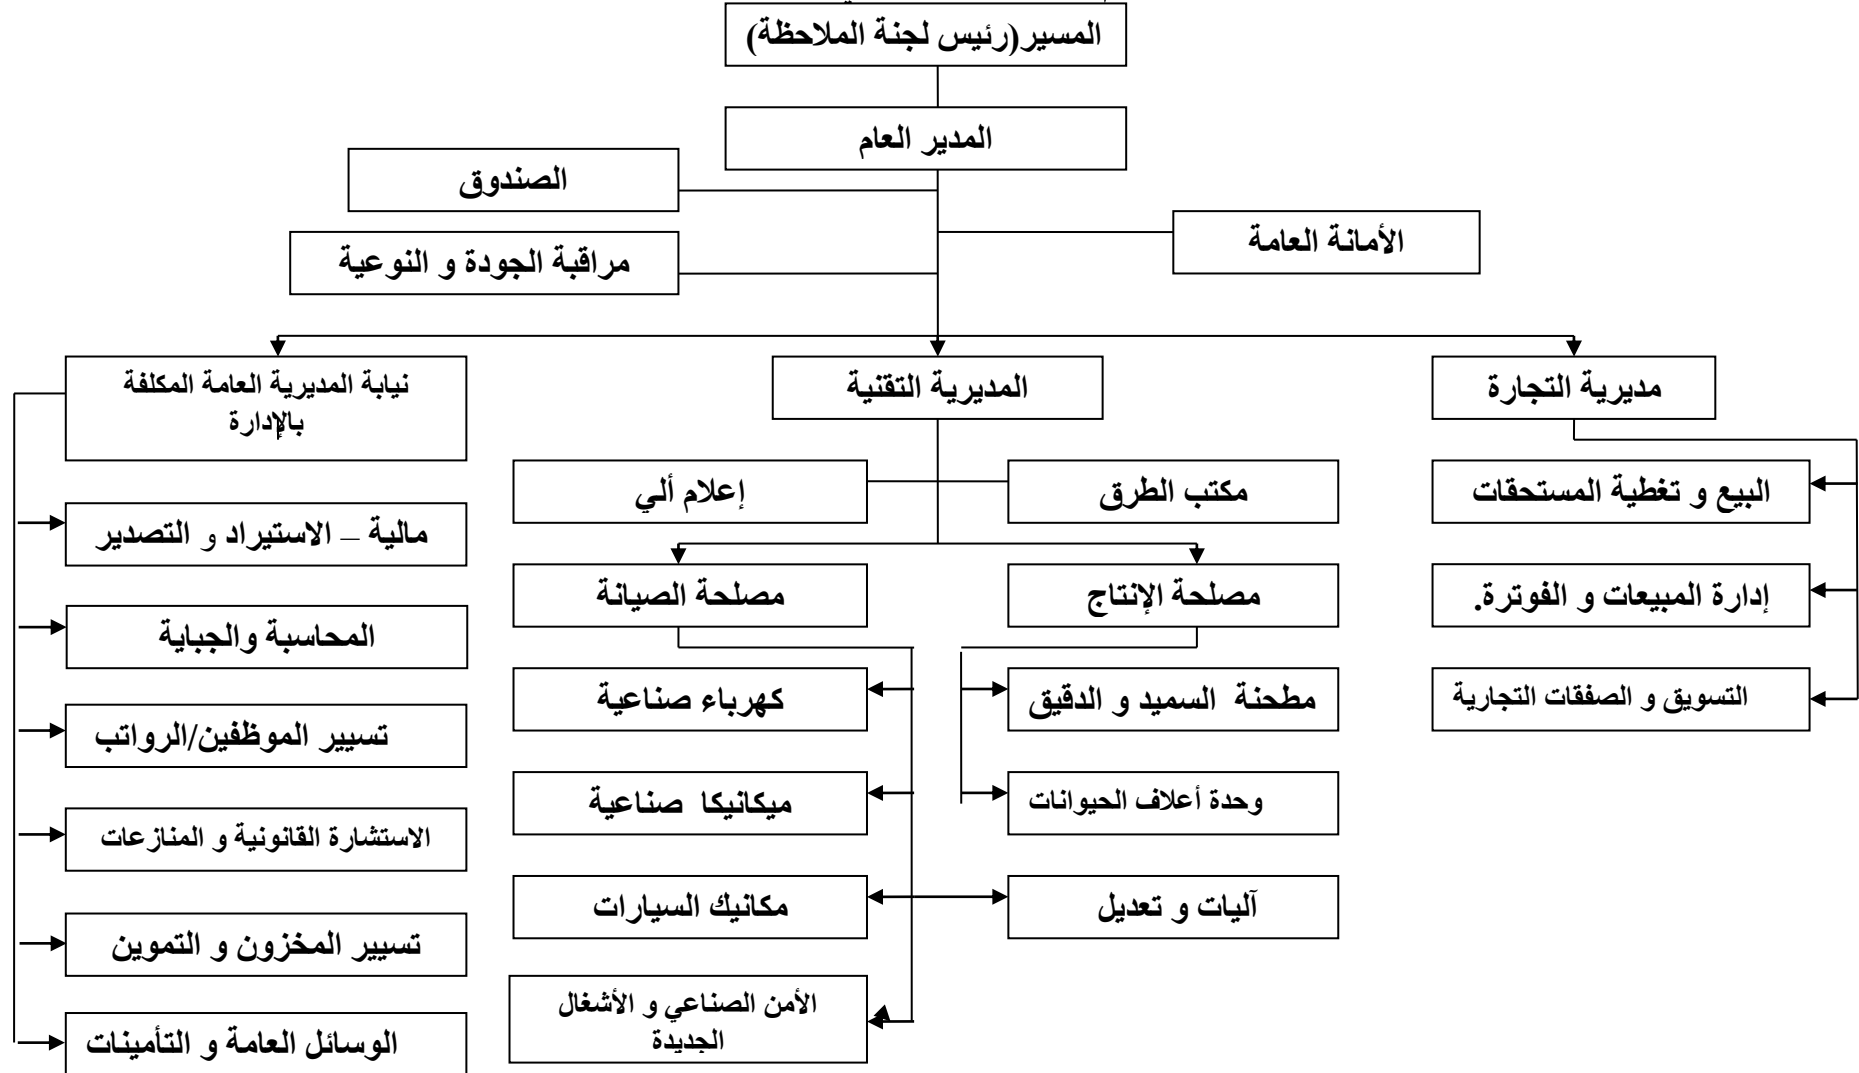 المسير(رئيس لجنة الملاحظة)
المدير العام
الصندوق
الأمانة العامة
مراقبة الجودة و النوعية
مديرية التجارة
المديرية التقنية
نيابة المديرية العامة المكلفة
بالإدارة
البيع و تغطية المستحقات
مكتب الطرق
إعلام ألي
مالية – الاستيراد و التصدير
إدارة المبيعات و الفوترة.
مصلحة الإنتاج
مصلحة الصيانة
المحاسبة والجباية
التسويق و الصفقات التجارية
مطحنة السميد و الدقيق
كهرباء صناعية
تسيير الموظفين/الرواتب
وحدة أعلاف الحيوانات
ميكانيكا صناعية
الاستشارة القانونية و المنازعات
آليات و تعديل
مكانيك السيارات
تسيير المخزون و التموين
الأمن الصناعي و الأشغال
الجديدة
الوسائل العامة و التأمينات